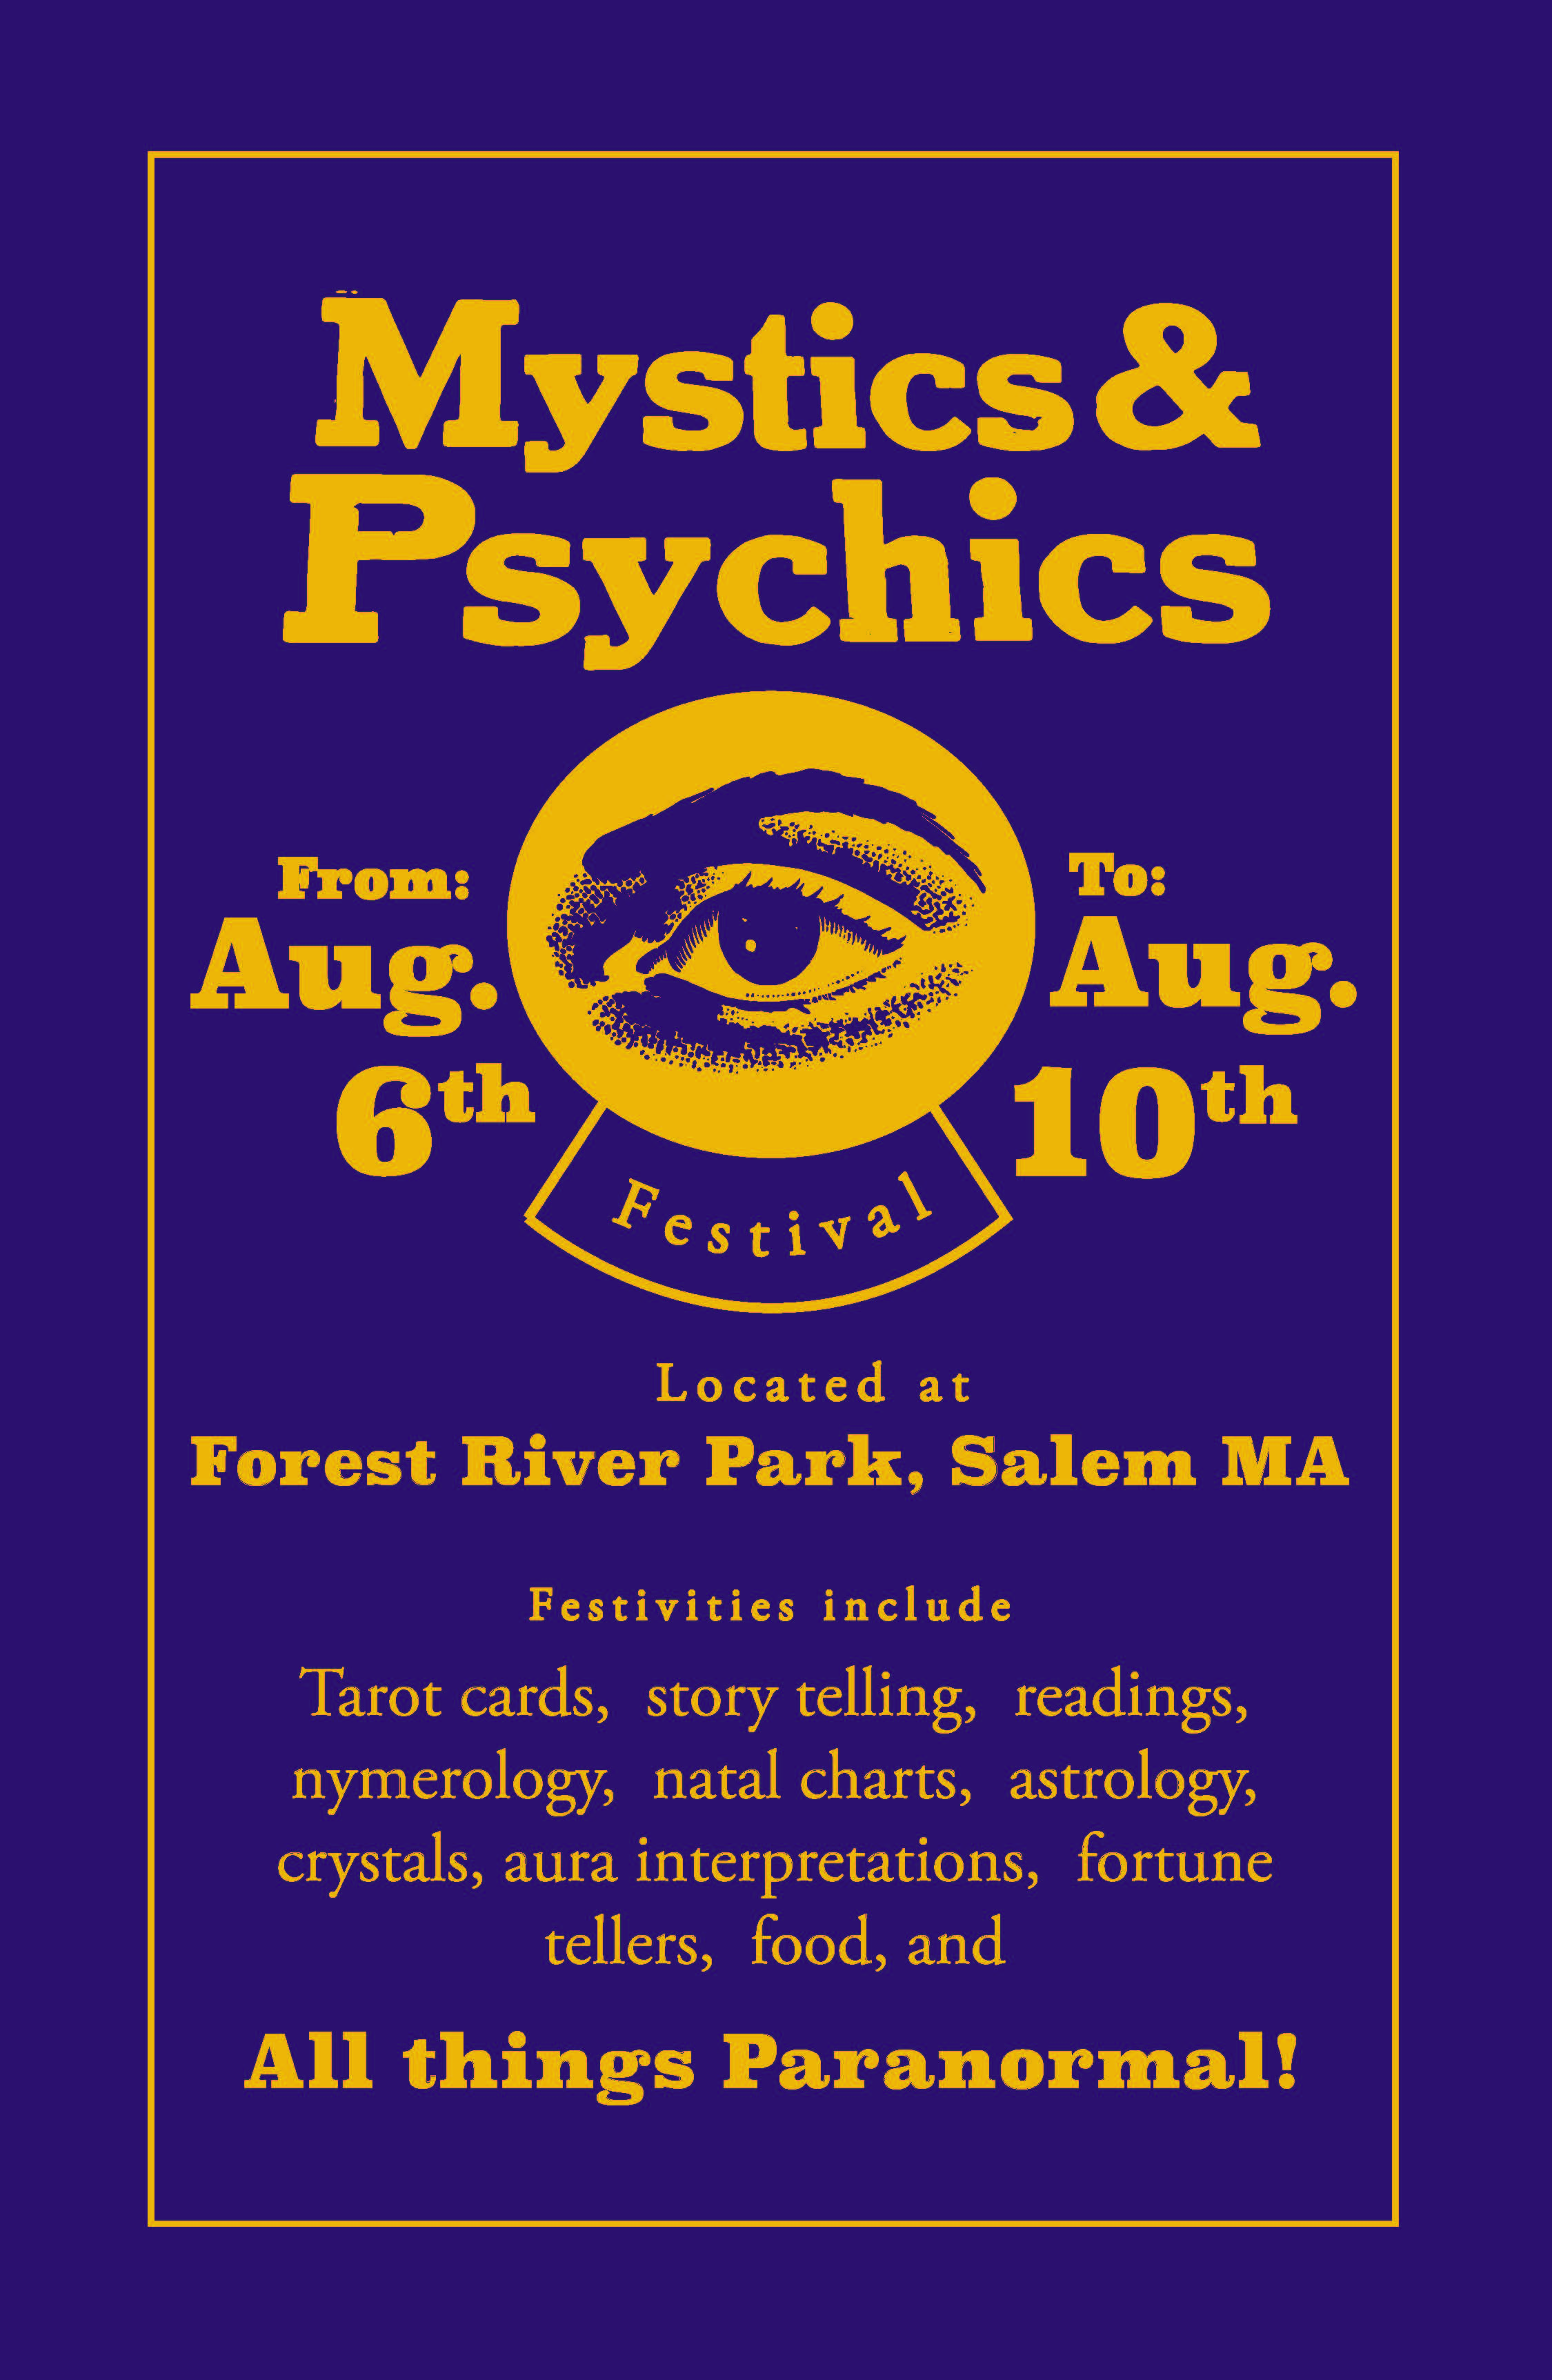 Mystics &
Psychics
From:
Aug.
6th
To:
Aug.
10th
Festival
Located at
Forest River Park, Salem MA
Festivities include
Tarot cards, story telling, readings,
nymerology, natal charts, astrology,
crystals, aura interpretations, fortune
tellers, food, and
All things Paranormal!